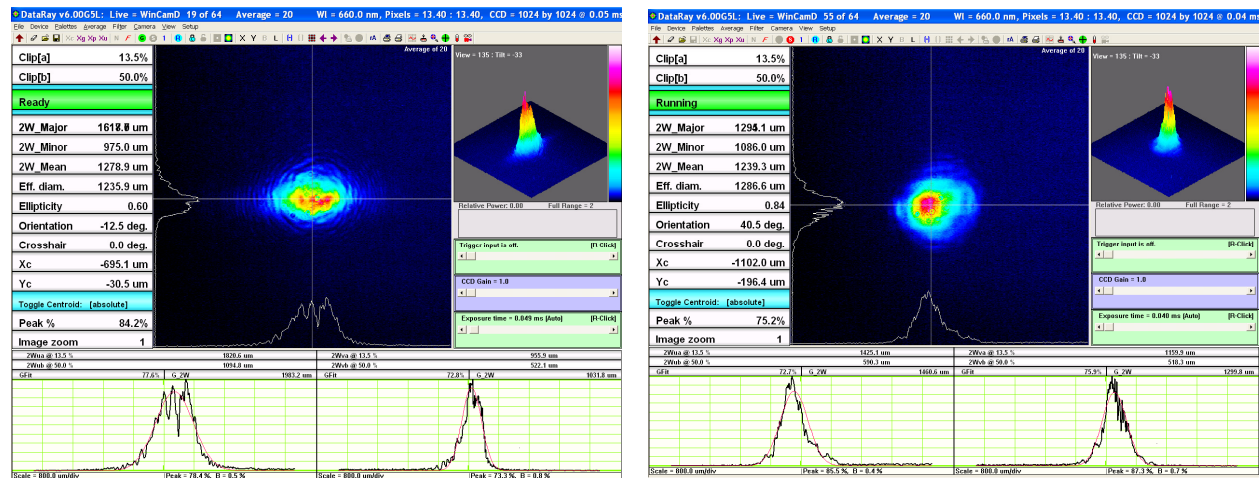 DataRay v6.00G5L: Live = WinCamD 19 of 64 Average = 20 Wl = 660.0 nm, Pixels = 13.40 : 13.40, CCD = 1024 by 1024 @ 0.05 ms
File Device Palettes Average Filter Camera View Setup
Xc Xg Xp Xu G G 1 R X Y B L H rA
Clip[a] 13.5%
Clip[b] 50.0%
Ready
2W_Major um
2W_Minor 975.0 um
2W_Mean 1278.9 um
Eff. diam. 1235.9 um
Ellipticity 0.60
Orientation -12.5 deg.
Crosshair 0.0 deg.
Xc -695.1 um
Yc -30.5 um
Toggle Centroid: [absolute]
Peak % 84.2%
Image zoom 1
Average of 20
View = 135 : Tilt = -33
Relative Power: 0.00 Full Range = 2
Trigger input is off. [R-Click]
CCD Gain = 1.0
Exposure time = 0.049 ms [Auto] [R-Click]
2Wua @ 13.5 % 1820.6 um 2Wva @ 13.5 % 955.9 um
2Wub @ 50.0 % 1094.8 um 2Wvb @ 50.0 % 522.1 um
GFit 77.6% G_2W 1983.2 um 72.8% G_2W 1031.8 um
Scale = 800.0 um/div Peak = 78.4 %, B = 0.5 % Scale = 800.0 um/div Peak = 73.3 %, B = 0.8 %
DataRay v6.00G5L: Live = WinCamD 55 of 64 Average = 20 Wl = 660.0 nm, Pixels = 13.40 : 13.40, CCD = 1024 by 1024 @ 0.04 ms
File Device Palettes Average Filter Camera View Setup
Xc Xg Xp Xu S 1 R X Y B L H rA
Clip[a] 13.5%
Clip[b] 50.0%
Running
2W_Major um
2W_Minor 1086.0 um
2W_Mean 1239.3 um
Eff. diam. 1286.6 um
Ellipticity 0.84
Orientation 40.5 deg.
Crosshair 0.0 deg.
Xc -1102.0 um
Yc -196.4 um
Toggle Centroid: [absolute]
Peak % 75.2%
Image zoom 1
Average of 20
View = 135 : Tilt = -33
Relative Power: 0.00 Full Range = 2
Trigger input is off. [R-Click]
CCD Gain = 1.0
Exposure time = 0.040 ms [Auto] [R-Click]
2Wua @ 13.5 % 1425.1 um 2Wva @ 13.5 % 1159.9 um
2Wub @ 50.0 % 590.3 um 2Wvb @ 50.0 % 518.3 um
GFit 72.7% G_2W 1460.6 um 75.9% G_2W 1299.8 um
Scale = 800.0 um/div Peak = 85.5 %, B = 0.4 % Scale = 800.0 um/div Peak = 87.3 %, B = 0.7 %